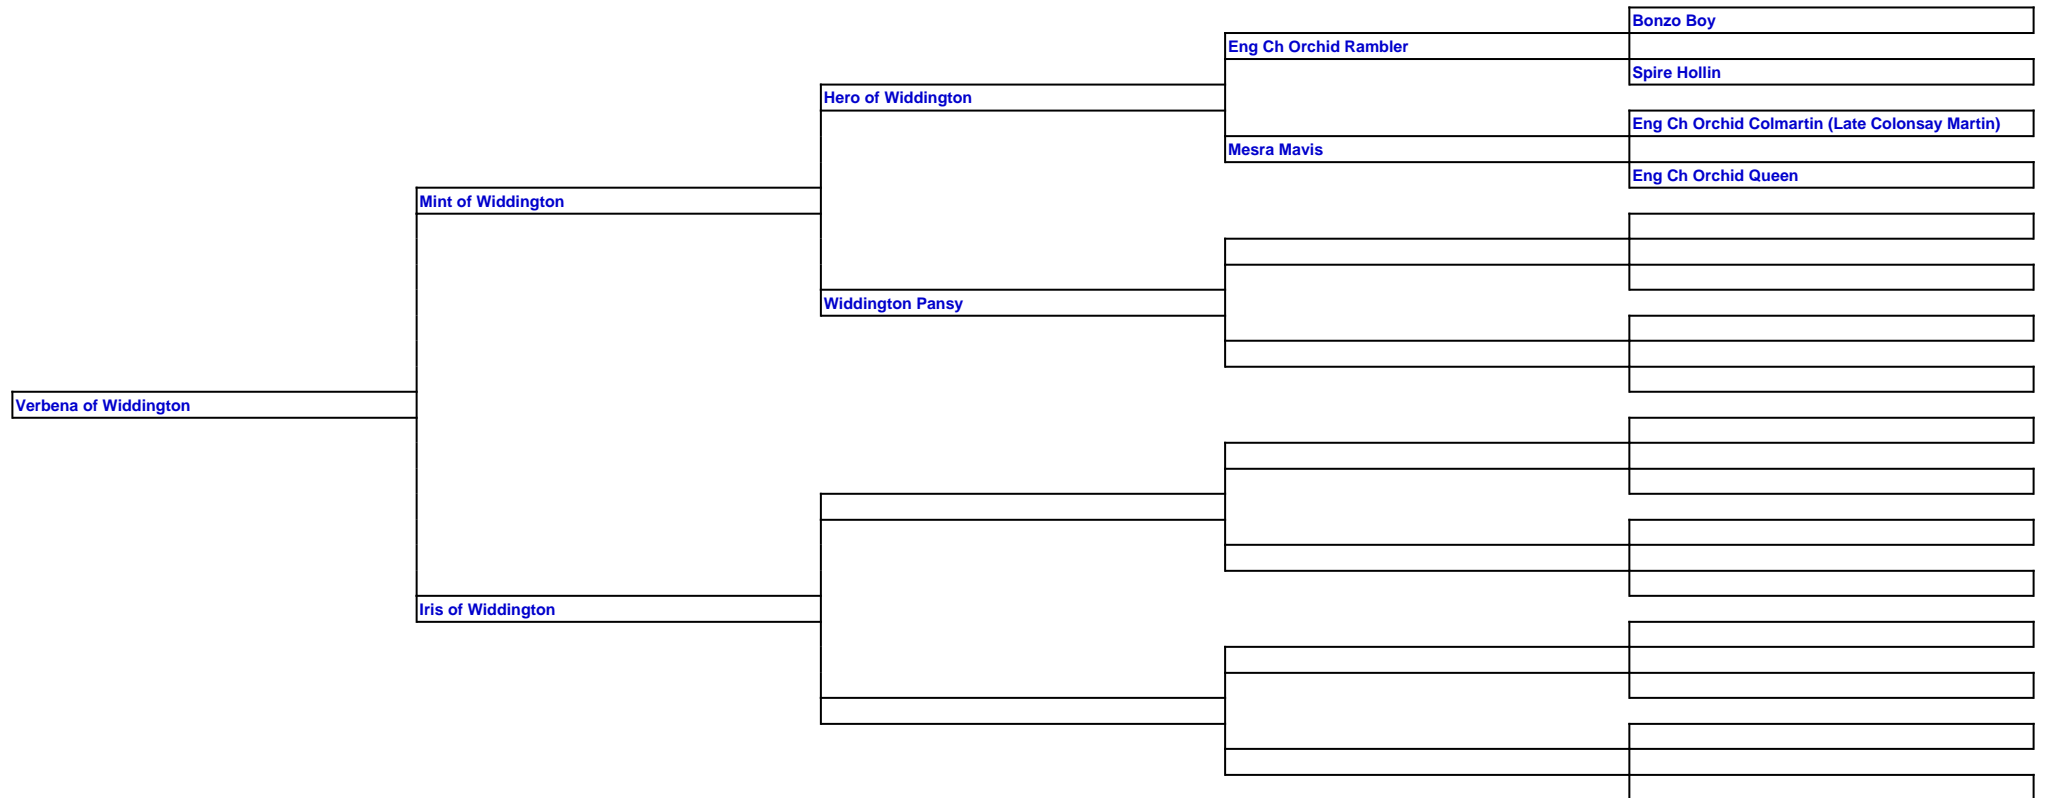 Bonzo Boy
Eng Ch Orchid Rambler
Spire Hollin
Hero of Widdington
Eng Ch Orchid Colmartin (Late Colonsay Martin)
Mesra Mavis
Eng Ch Orchid Queen
Mint of Widdington
Widdington Pansy
Verbena of Widdington
Iris of Widdington